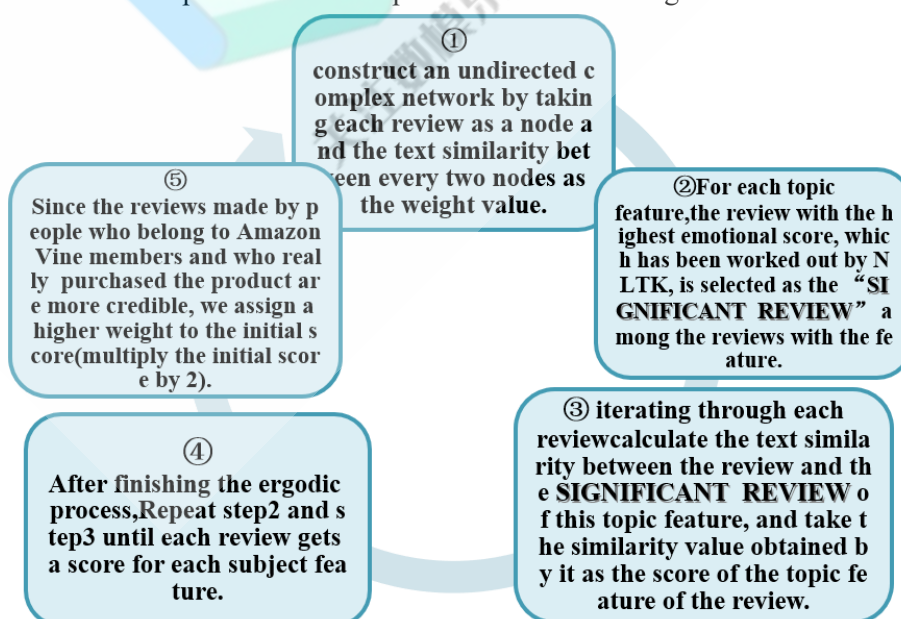 ①
construct an undirected c
omplex network by takin
g each review as a node a
nd the text similarity bet
ween every two nodes as
the weight value.
②For each topic
feature,the review with the h
ighest emotional score, whic
h has been worked out by N
LTK, is selected as the “SI
GNIFICANT REVIEW” a
mong the reviews with the fe
ature.
③ iterating through each
reviewcalculate the text simila
rity between the review and th
e SIGNIFICANT REVIEW o
f this topic feature, and take t
he similarity value obtained b
y it as the score of the topic fe
ature of the review.
④
After finishing the ergodic
process,Repeat step2 and s
tep3 until each review gets
a score for each subject fea
ture.
⑤
Since the reviews made by p
eople who belong to Amazon
Vine members and who real
ly purchased the product ar
e more credible, we assign a
higher weight to the initial s
core(multiply the initial scor
e by 2).